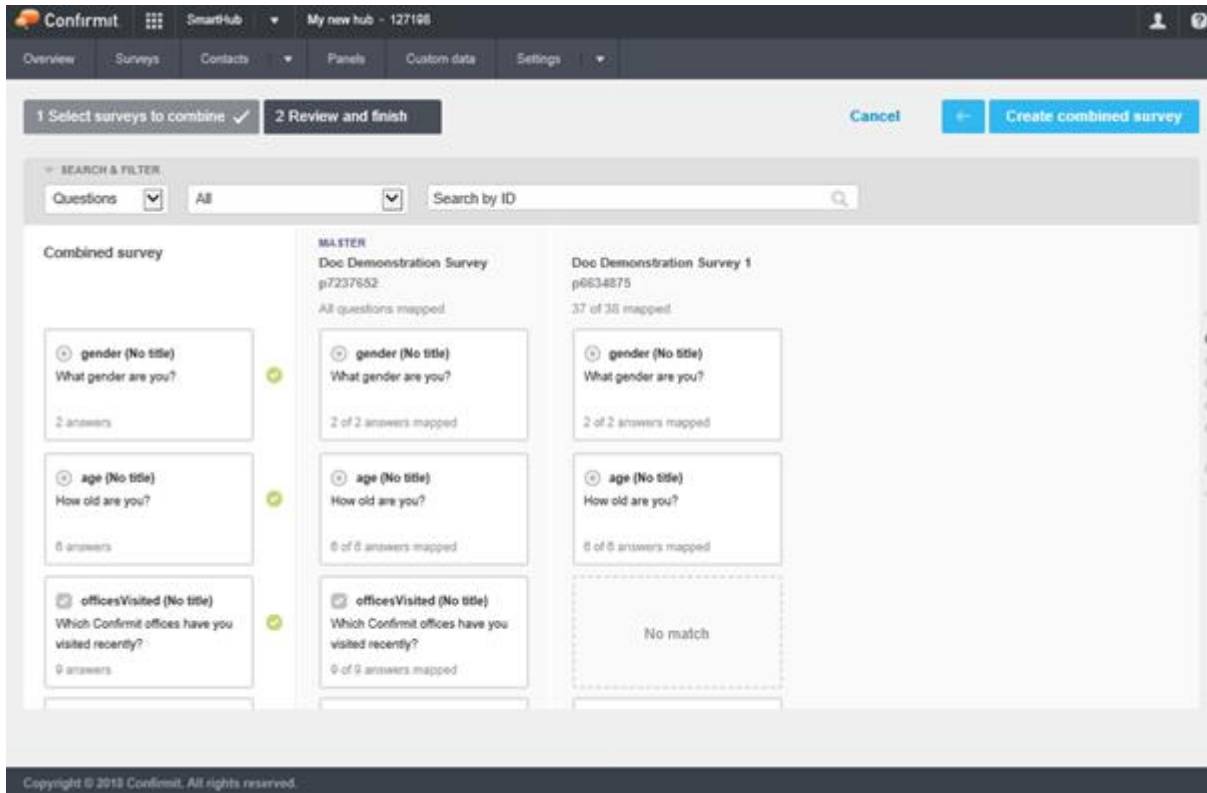 Confirmit SmartHub My new hub - 127198
Overview Surveys Contacts Panels Custom data Settings
1 Select surveys to combine 2 Review and finish Cancel Create combined survey
SEARCH & FILTER
Questions All Search by ID
Combined survey
MASTER
Doc Demonstration Survey
p7237652
All questions mapped
Doc Demonstration Survey 1
p6634875
37 of 38 mapped
gender (No title)
What gender are you?
2 answers
gender (No title)
What gender are you?
2 of 2 answers mapped
gender (No title)
What gender are you?
2 of 2 answers mapped
age (No title)
How old are you?
6 answers
age (No title)
How old are you?
6 of 6 answers mapped
age (No title)
How old are you?
6 of 6 answers mapped
officesVisited (No title)
Which Confirmit offices have you
visited recently?
9 answers
officesVisited (No title)
Which Confirmit offices have you
visited recently?
9 of 9 answers mapped
No match
Copyright © 2018 Confirmit. All rights reserved.